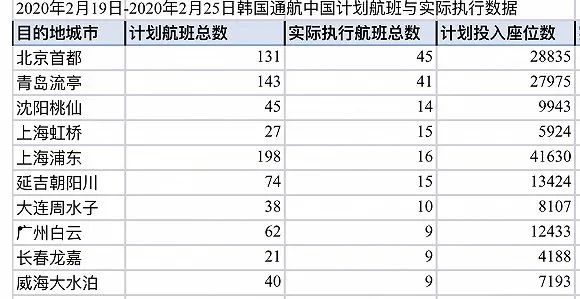 2020年2月19日-2020年2月25日韩国通航中国计划航班与实际执行数据
目的地城市 计划航班总数 实际执行航班总数 计划投入座位数
北京首都 131 45 28835
青岛流亭 143 41 27975
沈阳桃仙 45 14 9943
上海虹桥 27 15 5924
上海浦东 198 16 41630
延吉朝阳川 74 15 13424
大连周水子 38 10 8107
广州白云 62 9 12433
长春龙嘉 21 9 4188
威海大水泊 40 9 7193